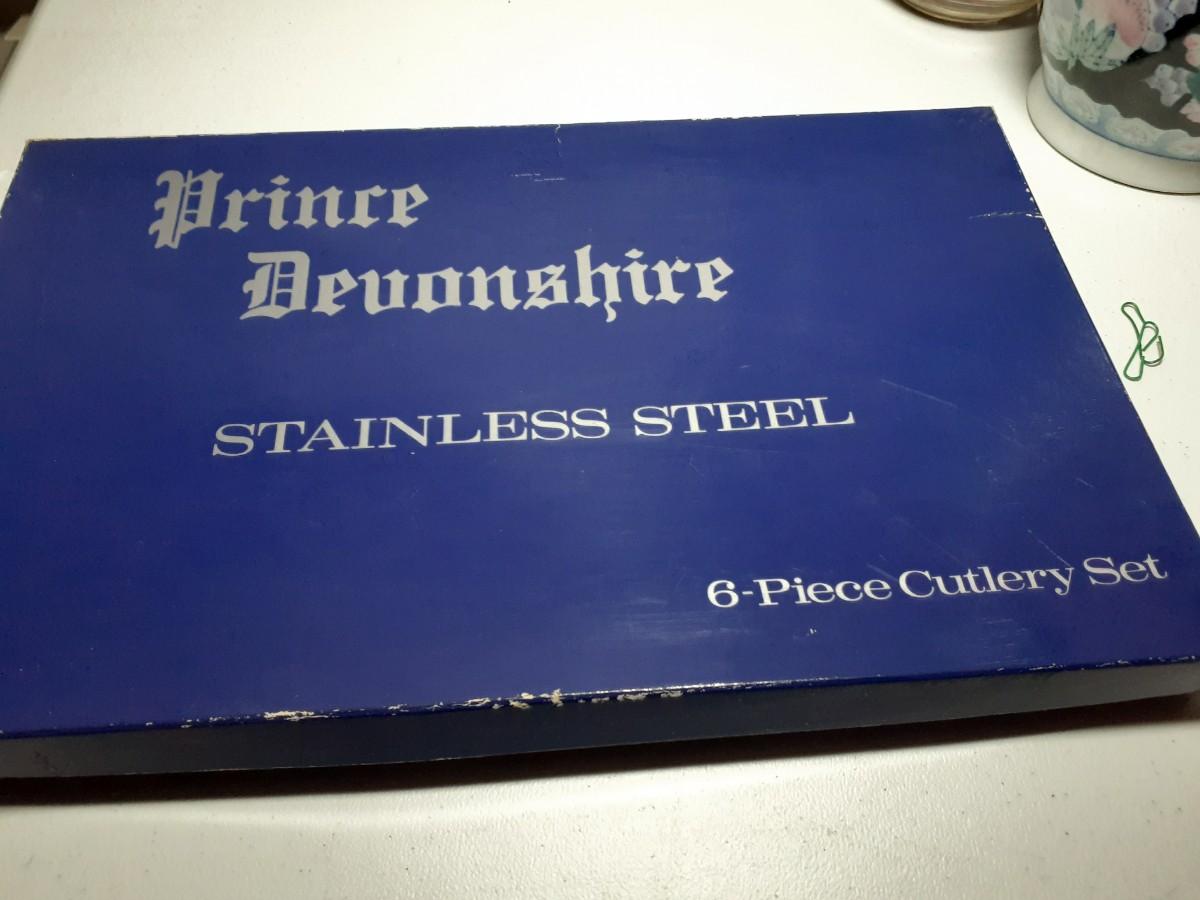 Prince
Devonshire
STAINLESS STEEL
6-Piece Cutlery Set